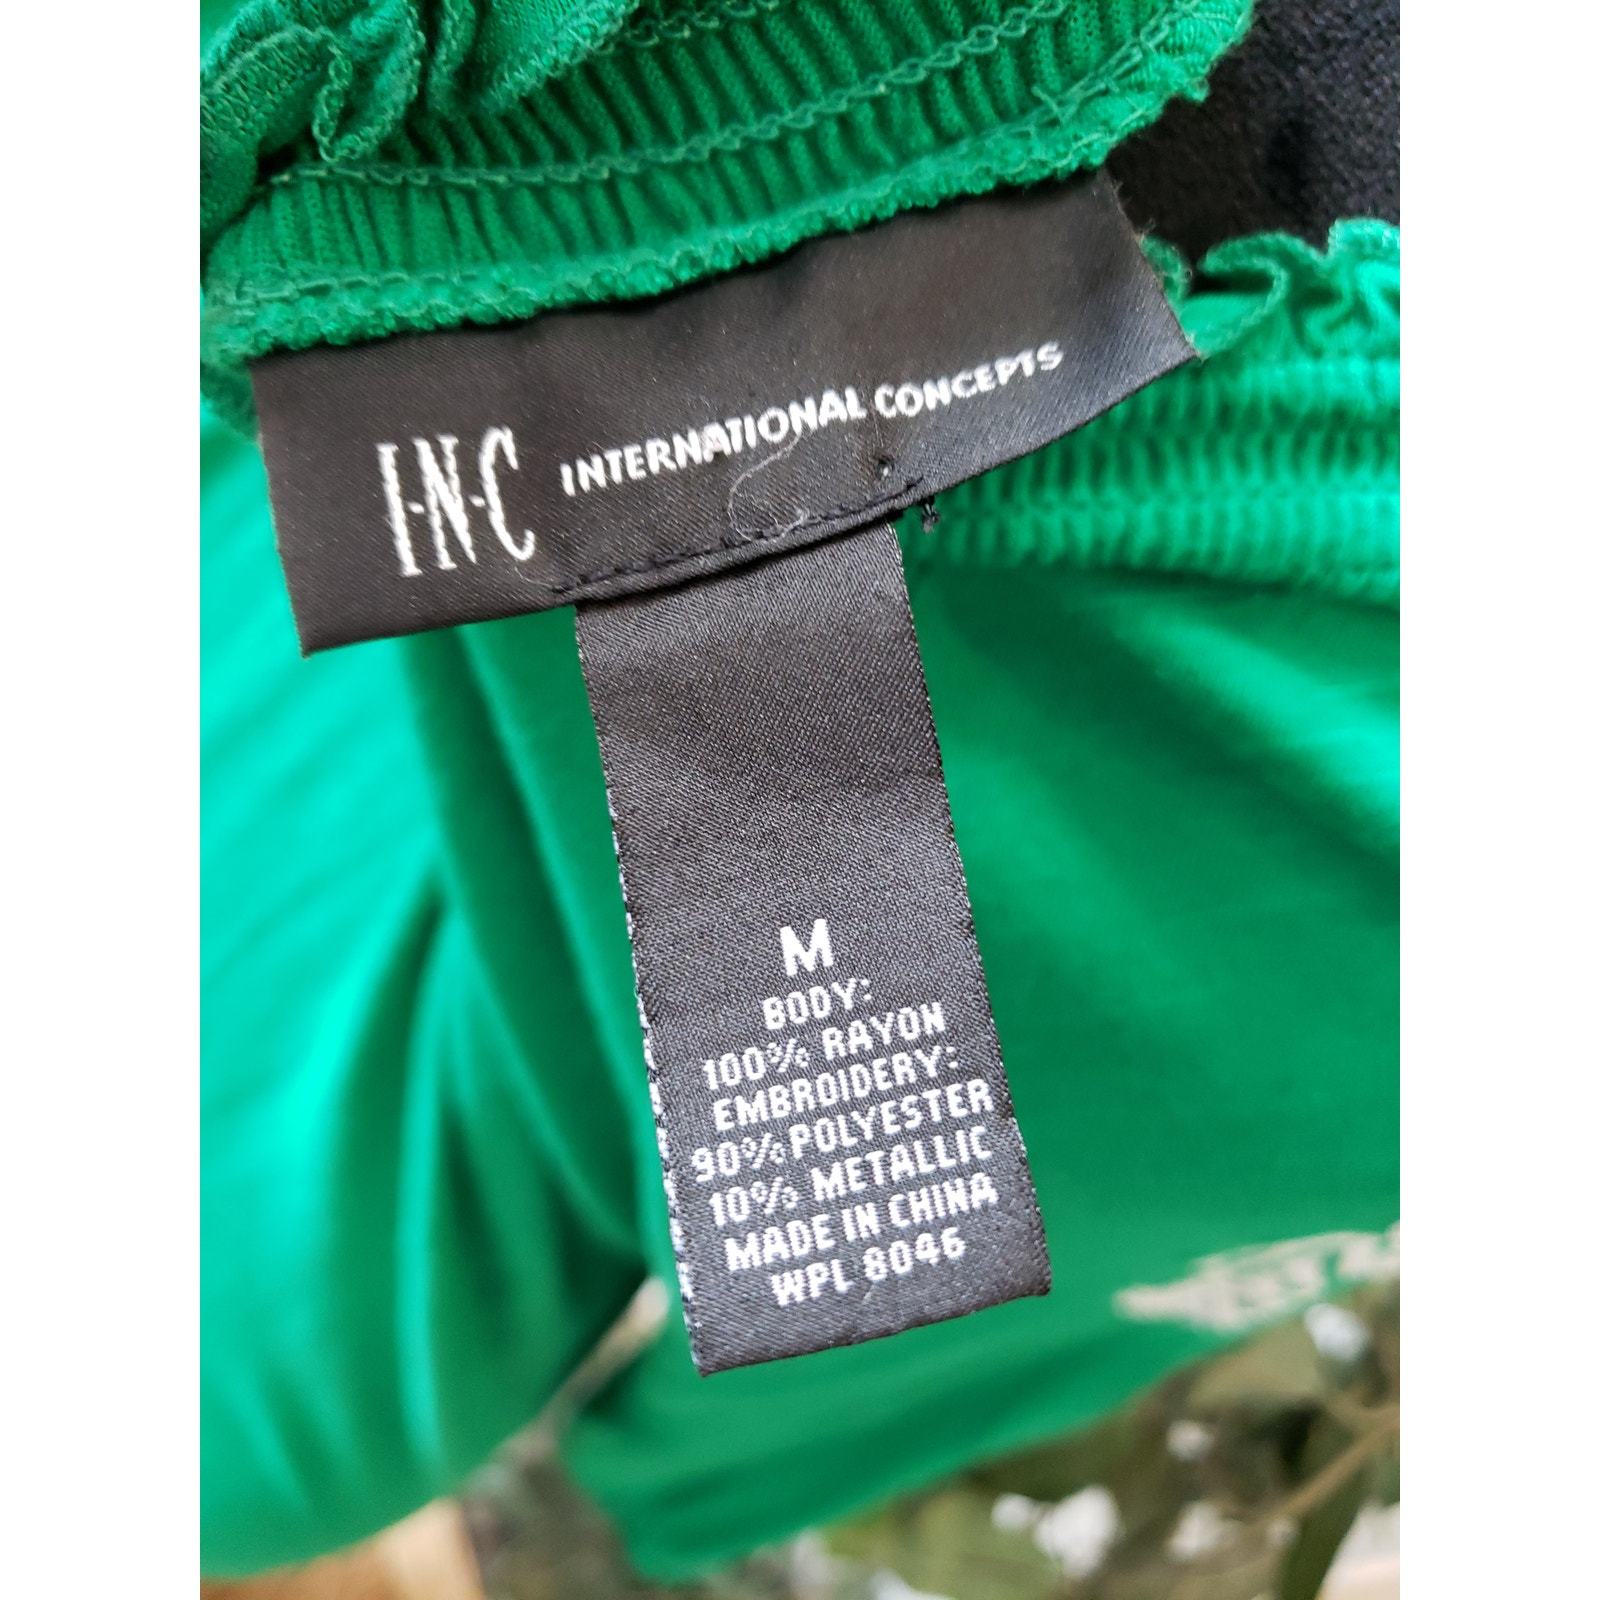 I·N·C INTERNATIONAL CONCEPTS
M
BODY:
100% RAYON
EMBROIDERY:
90% POLYESTER
10% METALLIC
MADE IN CHINA
WPL 8046